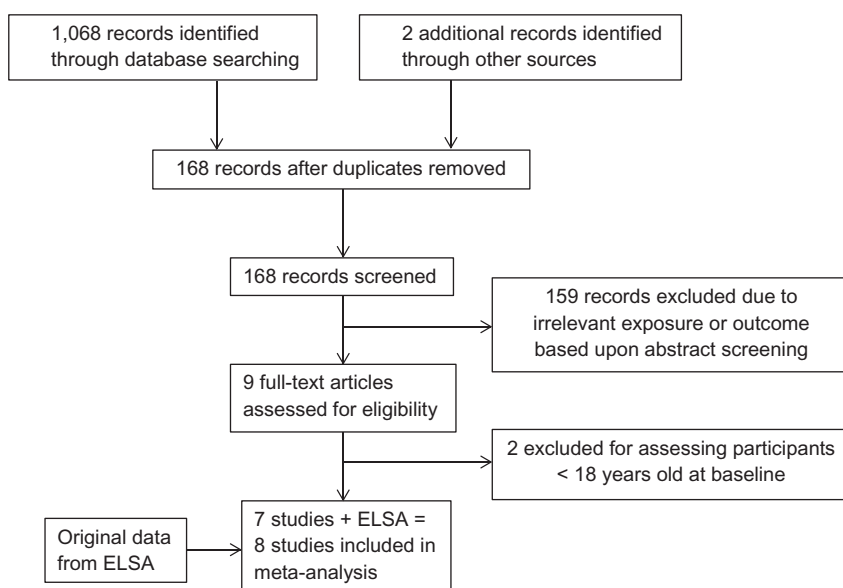 1,068 records identified
through database searching
2 additional records identified
through other sources
168 records after duplicates removed
168 records screened
159 records excluded due to
irrelevant exposure or outcome
based upon abstract screening
9 full-text articles
assessed for eligibility
2 excluded for assessing participants
< 18 years old at baseline
Original data
from ELSA
7 studies + ELSA =
8 studies included in
meta-analysis